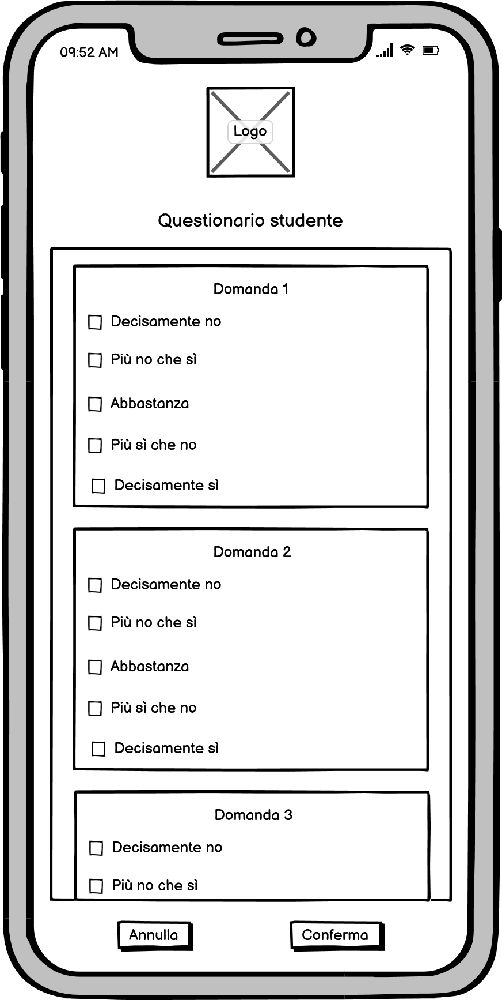 09:52 AM
Logo
Questionario studente
Domanda 1
Decisamente no
Più no che sì
Abbastanza
Più sì che no
Decisamente sì
Domanda 2
Decisamente no
Più no che sì
Abbastanza
Più sì che no
Decisamente sì
Domanda 3
Decisamente no
Più no che sì
Annulla
Conferma